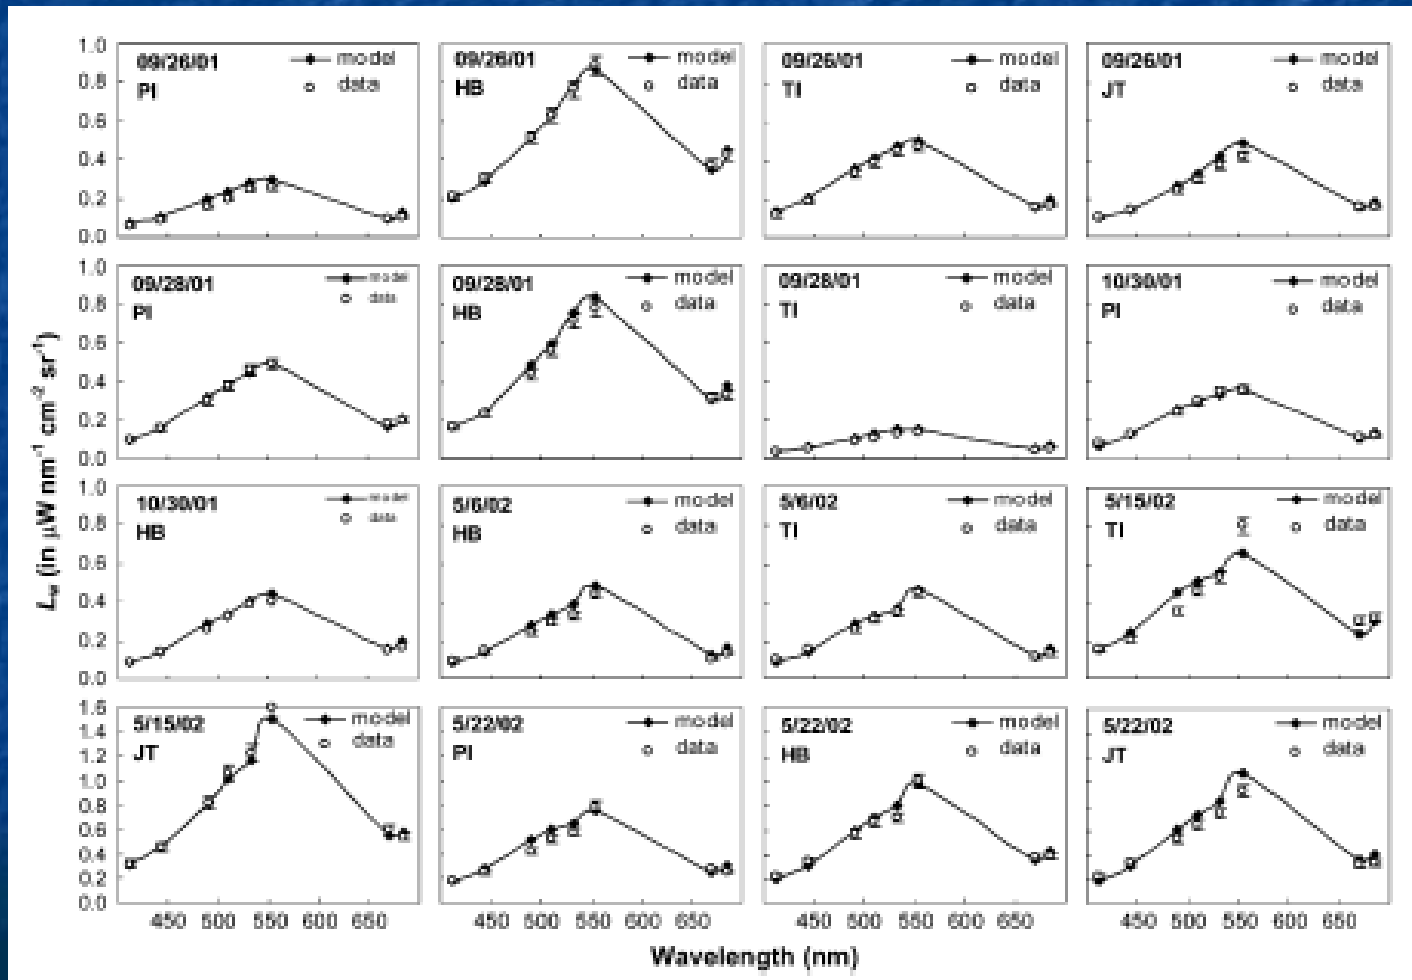 1.0
0.8
0.6
0.4
0.2
0.0
09/26/01
PI
model
data
09/26/01
HB
model
data
09/26/01
TI
model
data
09/26/01
JT
model
data
1.0
0.8
0.6
0.4
0.2
0.0
09/28/01
PI
model
data
09/28/01
HB
model
data
09/28/01
TI
model
data
10/30/01
PI
model
data
1.0
0.8
0.6
0.4
0.2
0.0
10/30/01
HB
model
data
5/6/02
HB
model
data
5/6/02
TI
model
data
5/15/02
TI
model
data
1.6
1.4
1.2
1.0
0.8
0.6
0.4
0.2
0.0
5/15/02
JT
model
data
5/22/02
PI
model
data
5/22/02
HB
model
data
5/22/02
JT
model
data
450 500 550 600 650
450 500 550 600 650
450 500 550 600 650
450 500 550 600 650
Lw (in μW nm-1 cm-2 sr-1)
Wavelength (nm)